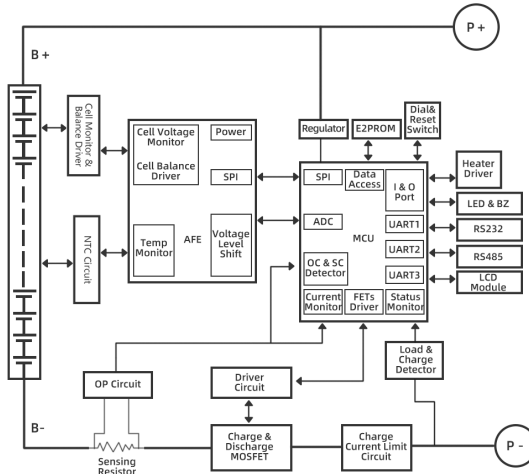 P +
B +
Cell Monitor &
Balance Driver
Cell Voltage
Monitor
Cell Balance
Driver
Power
SPI
Temp
Monitor
AFE
Voltage
Level
Shift
NTC Circuit
Regulator
E2PROM
Dial&
Reset
Switch
SPI
Data
Access
I & O
Port
ADC
MCU
UART1
UART2
UART3
OC & SC
Detector
Current
Monitor
FETs
Driver
Status
Monitor
Heater
Driver
LED & BZ
RS232
RS485
LCD
Module
OP Circuit
Driver
Circuit
Load &
Charge
Detector
B-
Sensing
Resistor
Charge &
Discharge
MOSFET
Charge
Current Limit
Circuit
P -